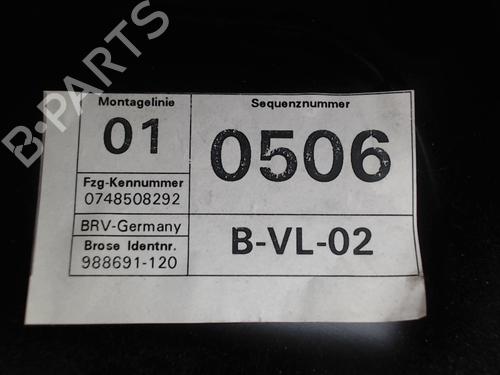 Montagelinie
01
Sequenznummer
0506
Fzg-Kennummer
0748508292
BRV-Germany
Brose Identnr.
988691-120
B-VL-02
B-PARTS